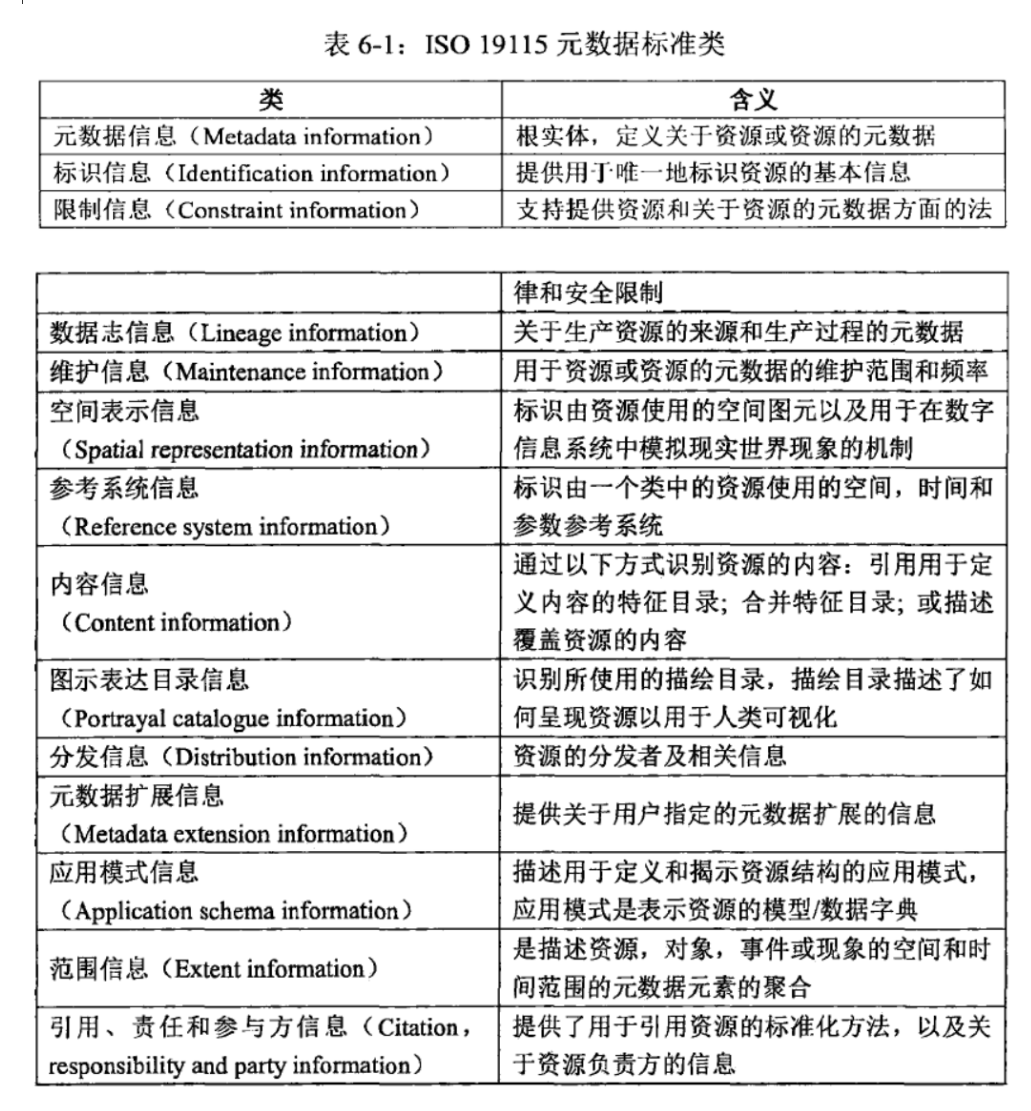 表 6-1：ISO 19115 元数据标准类
类 含义
元数据信息（Metadata information） 根实体，定义关于资源或资源的元数据
标识信息（Identification information） 提供用于唯一地标识资源的基本信息
限制信息（Constraint information） 支持提供资源和关于资源的元数据方面的法
律和安全限制
数据志信息（Lineage information） 关于生产资源的来源和生产过程的元数据
维护信息（Maintenance information） 用于资源或资源的元数据的维护范围和频率
空间表示信息
（Spatial representation information）
标识由资源使用的空间图元以及用于在数字
信息系统中模拟现实世界现象的机制
参考系统信息
（Reference system information）
标识由一个类中的资源使用的空间，时间和
参数参考系统
内容信息
（Content information）
通过以下方式识别资源的内容：引用用于定
义内容的特征目录；合并特征目录；或描述
覆盖资源的内容
图示表达目录信息
（Portrayal catalogue information）
识别所使用的描绘目录，描绘目录描述了如
何呈现资源以用于人类可视化
分发信息（Distribution information） 资源的分发者及相关信息
元数据扩展信息
（Metadata extension information）
提供关于用户指定的元数据扩展的信息
应用模式信息
（Application schema information）
描述用于定义和揭示资源结构的应用模式，
应用模式是表示资源的模型/数据字典
范围信息（Extent information）
是描述资源，对象，事件或现象的空间和时
间范围的元数据元素的聚合
引用、责任和参与方信息（Citation，
responsibility and party information）
提供了用于引用资源的标准化方法，以及关
于资源负责方的信息